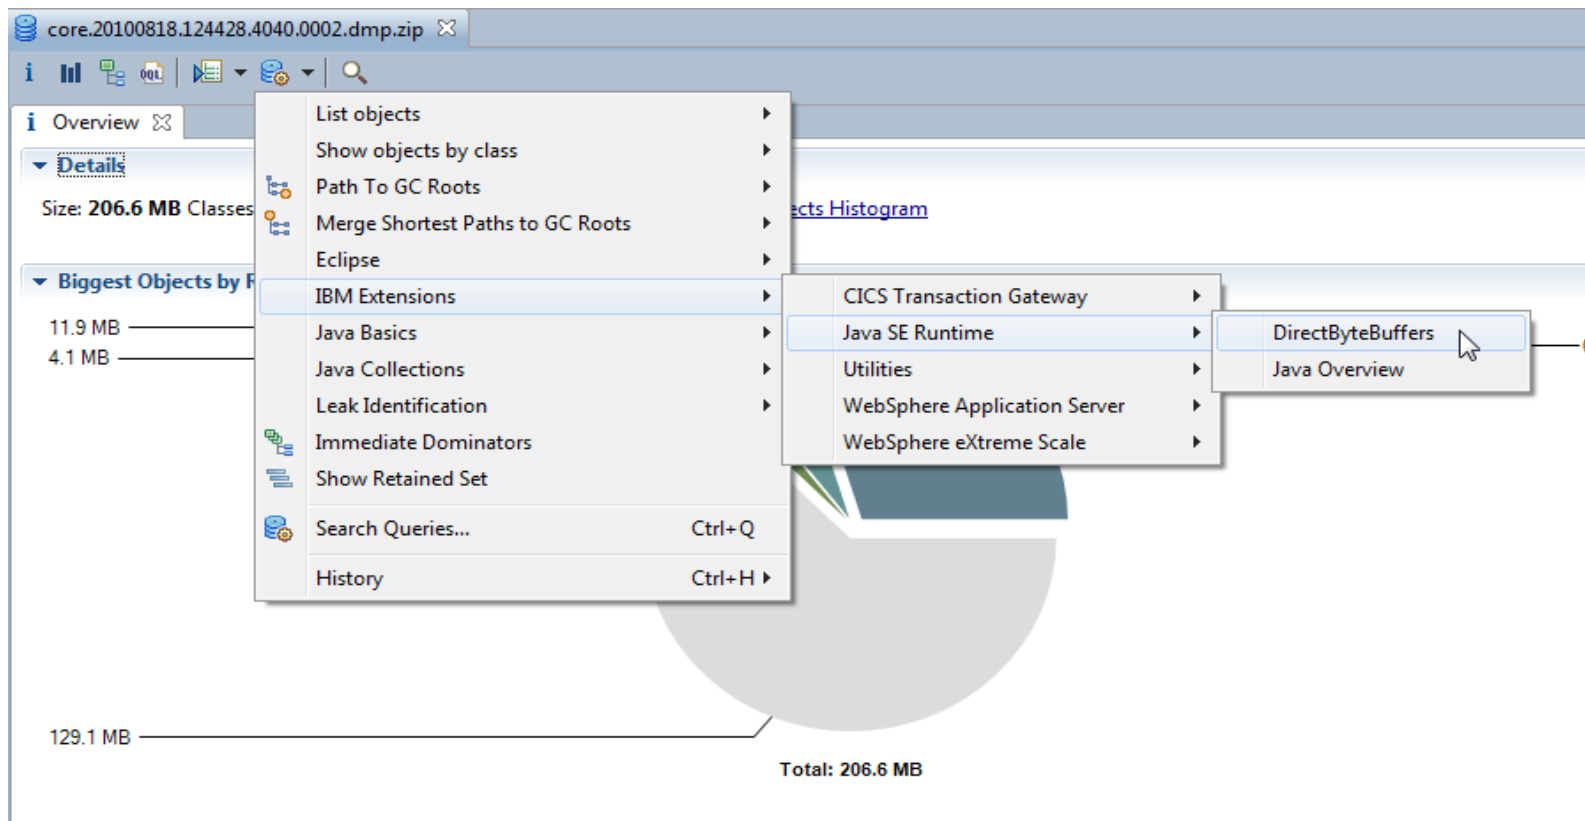 core.20100818.124428.4040.0002.dmp.zip
i OQL
i Overview
Details
Size: 206.6 MB Classes
ects Histogram
Biggest Objects by
11.9 MB
4.1 MB
129.1 MB
Total: 206.6 MB
List objects
Show objects by class
Path To GC Roots
Merge Shortest Paths to GC Roots
Eclipse
IBM Extensions
Java Basics
Java Collections
Leak Identification
Immediate Dominators
Show Retained Set
Search Queries... Ctrl+Q
History Ctrl+H
CICS Transaction Gateway
Java SE Runtime
Utilities
WebSphere Application Server
WebSphere eXtreme Scale
DirectByteBuffers
Java Overview